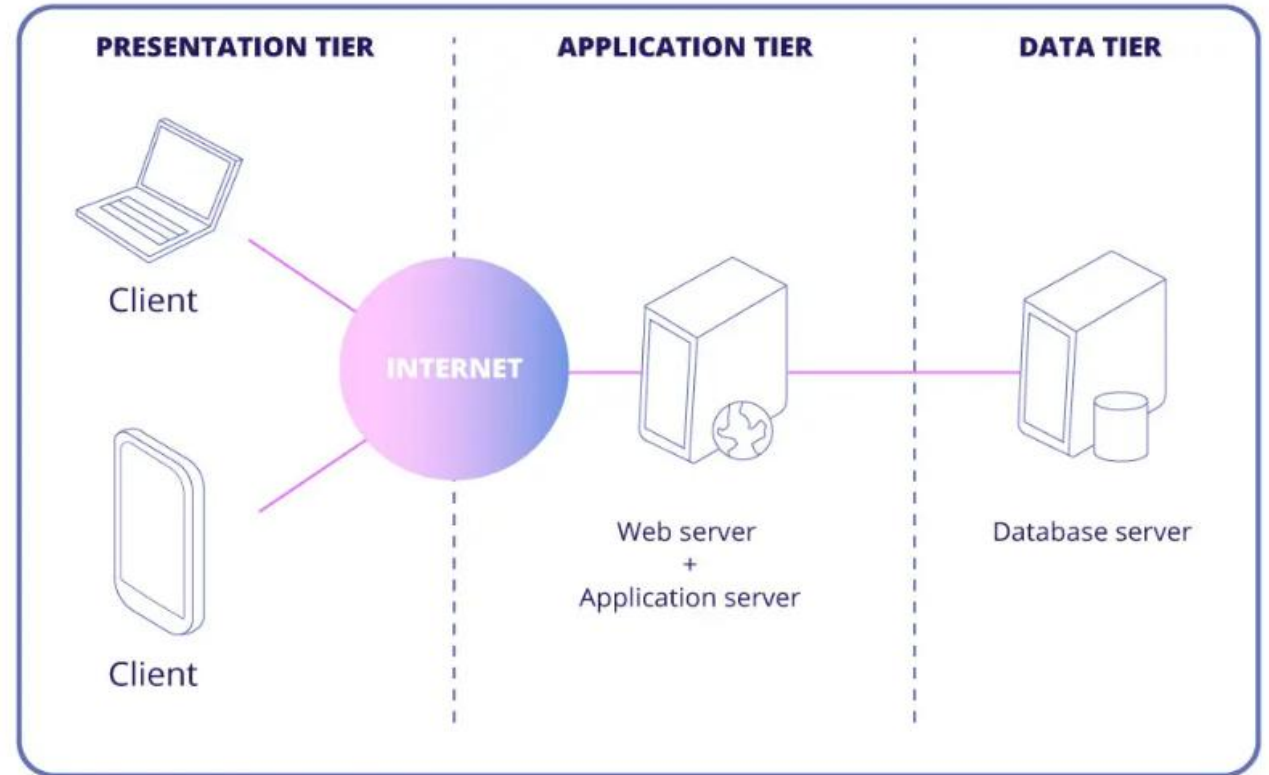 PRESENTATION TIER
APPLICATION TIER
DATA TIER
Client
INTERNET
Client
Web server
+
Application server
Database server